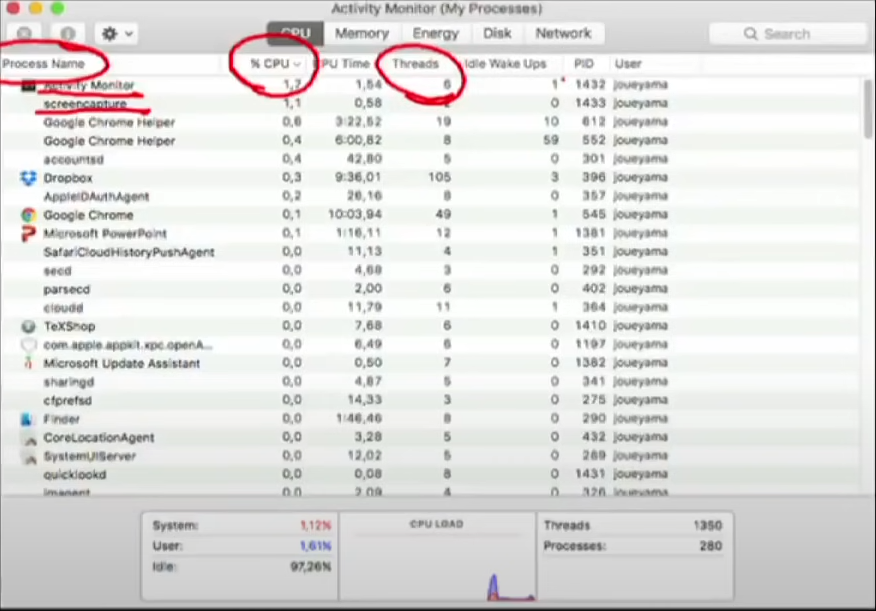 Activity Monitor (My Processes)
CPU Memory Energy Disk Network Search
Process Name % CPU CPU Time Threads Idle Wake Ups PID User
Activity Monitor 1,7 1,54 6 1 1432 joueyama
screencapture 1,1 0,58 1433 joueyama
Google Chrome Helper 0,6 3:22,52 19 10 612 joueyama
Google Chrome Helper 0,4 6:00,82 8 59 552 joueyama
accountsd 0,4 42,80 5 0 301 joueyama
Dropbox 0,3 9:36,01 105 3 396 joueyama
AppleIDAuthAgent 0,2 26,16 8 0 357 joueyama
Google Chrome 0,1 10:03,94 49 1 545 joueyama
Microsoft PowerPoint 0,1 1:16,11 12 1 1381 joueyama
SafariCloudHistoryPushAgent 0,0 11,13 4 1 351 joueyama
secd 0,0 4,68 3 0 292 joueyama
parsecd 0,0 2,00 6 0 402 joueyama
cloudd 0,0 11,79 11 1 364 joueyama
TeXShop 0,0 7,68 6 0 1410 joueyama
com.apple.appkit.xpc.openA... 0,0 6,49 6 0 1197 joueyama
Microsoft Update Assistant 0,0 0,50 7 0 1382 joueyama
sharingd 0,0 4,87 5 0 341 joueyama
cfprefsd 0,0 14,33 3 0 275 joueyama
Finder 0,0 1:46,46 8 0 290 joueyama
CoreLocationAgent 0,0 3,28 5 0 432 joueyama
SystemUIServer 0,0 12,02 5 0 289 joueyama
quicklookd 0,0 0,08 8 0 1431 joueyama
imagent 0,0 2,09 4 0 326 joueyama
System: 1,12% CPU LOAD Threads 1350
User: 1,61% Processes: 280
Idle: 97,26%